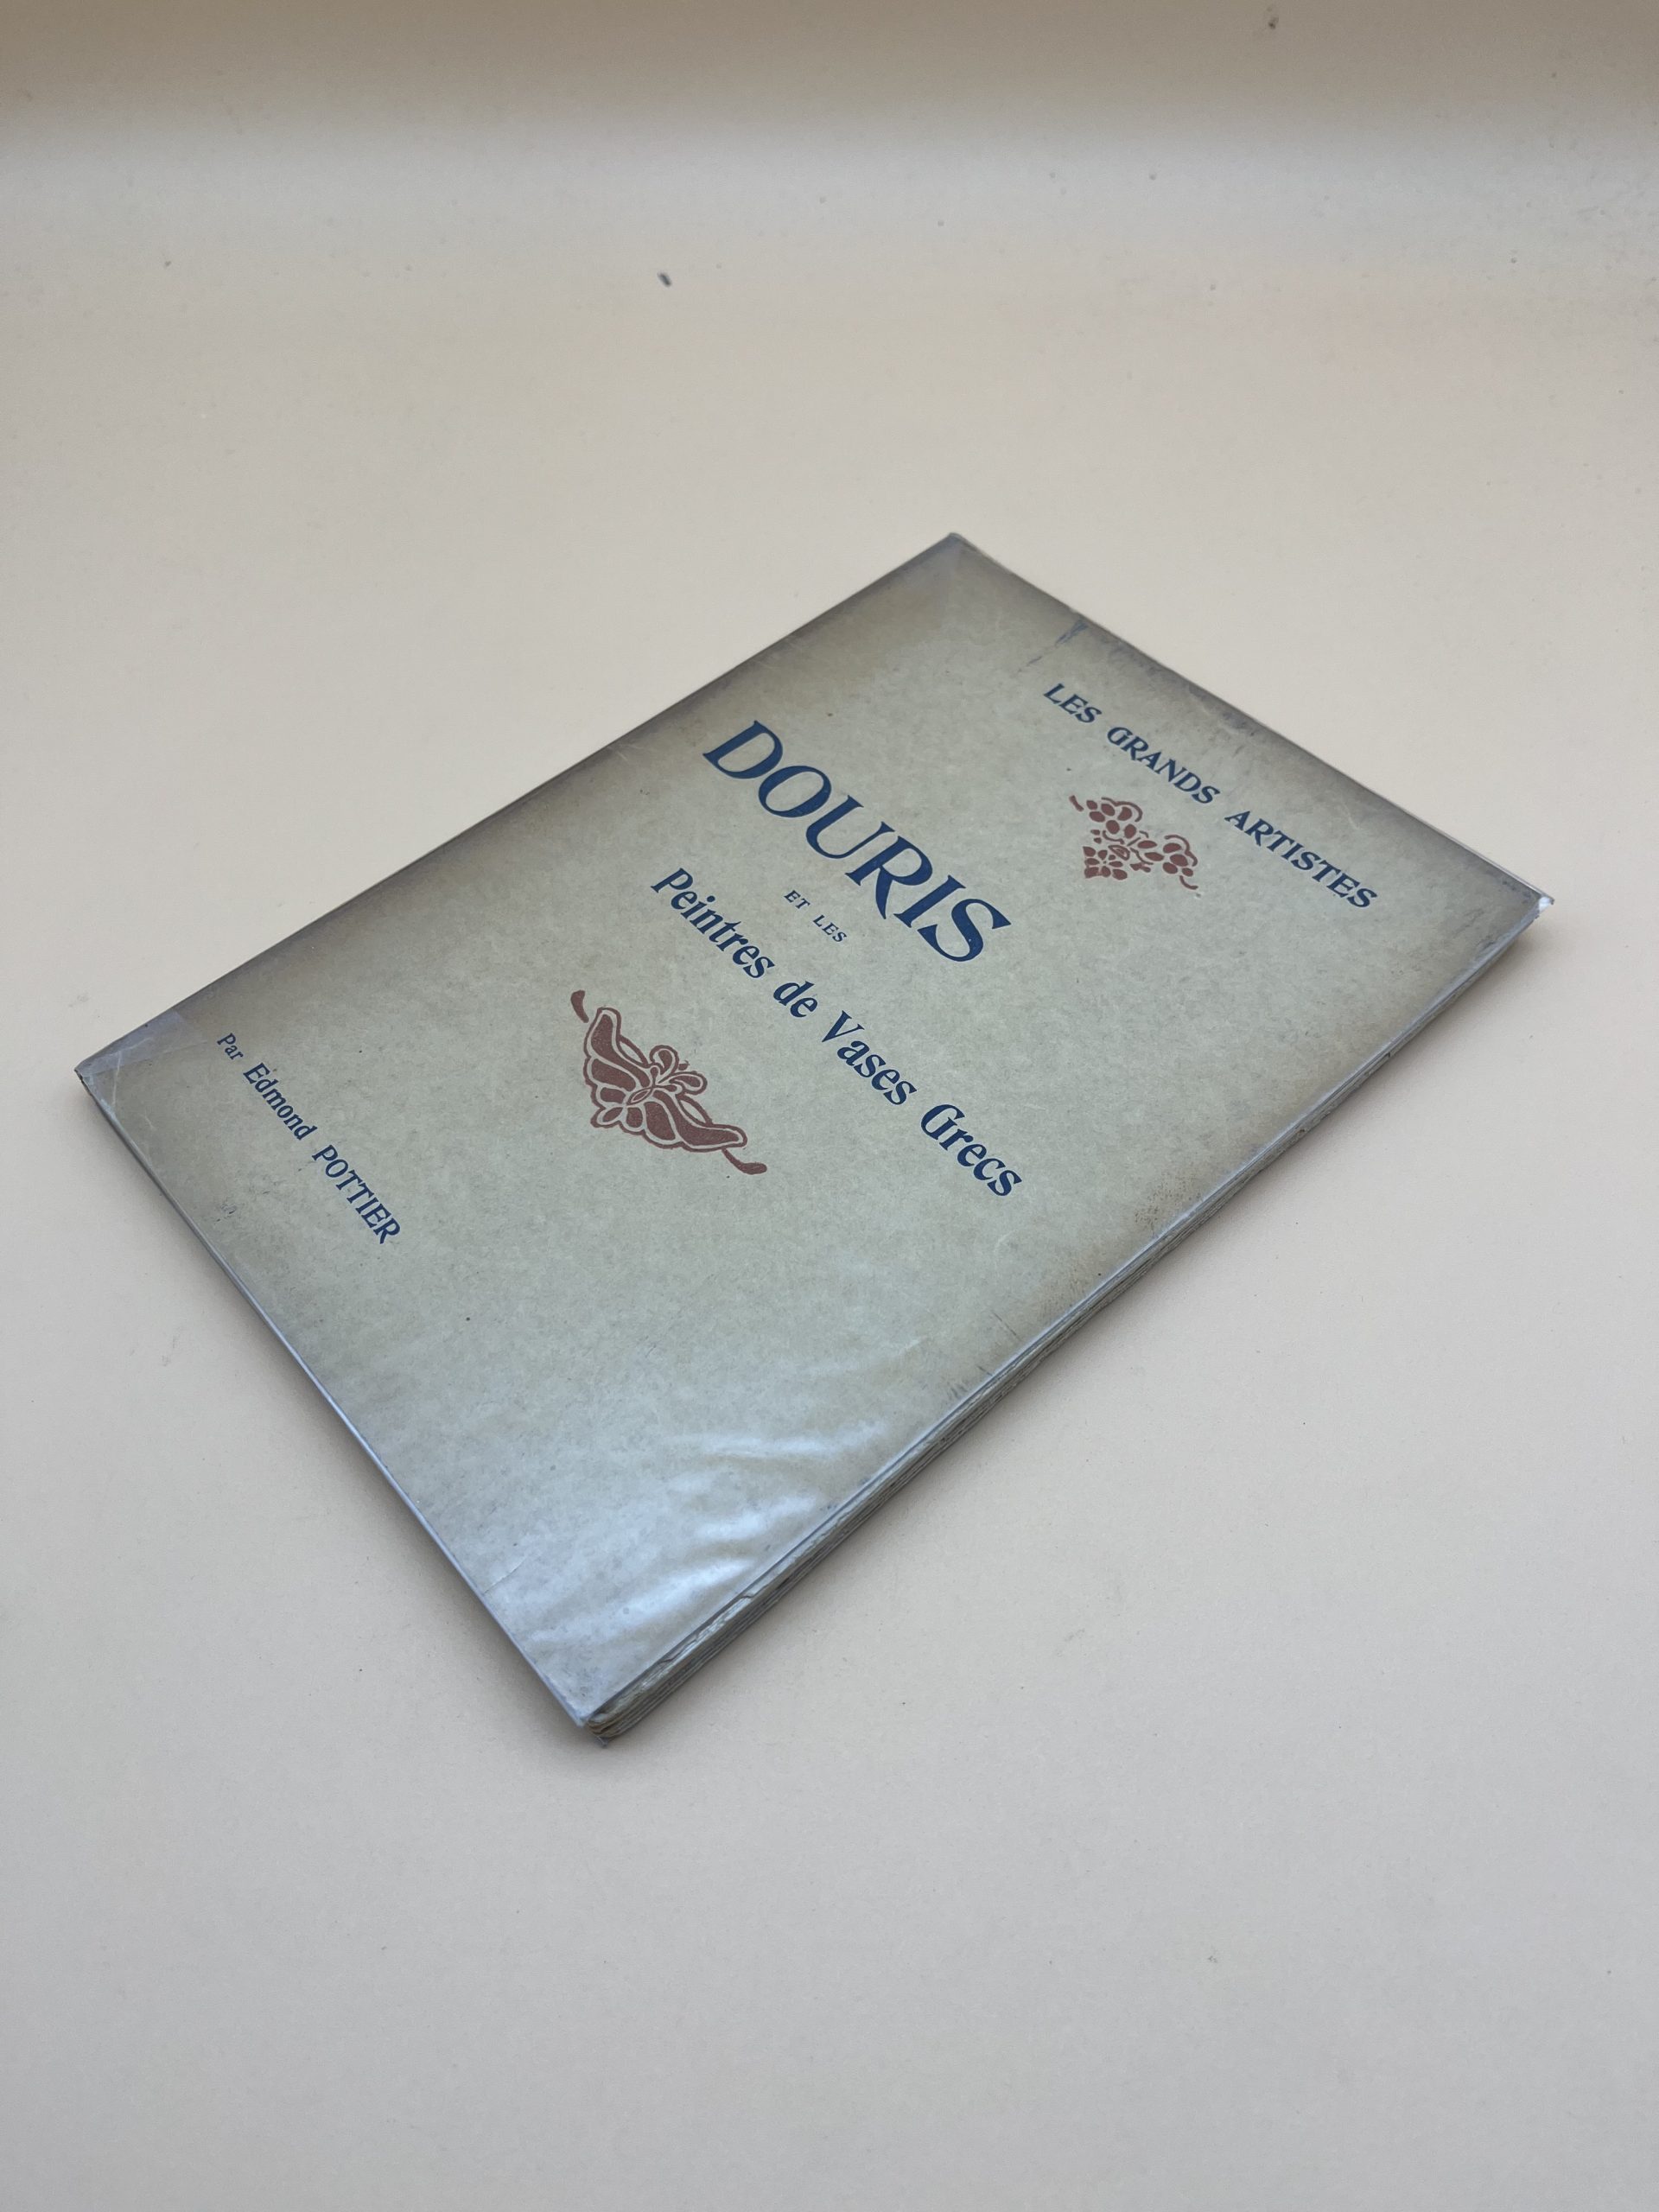 LES GRANDS ARTISTES
DOURIS
ET LES
Peintres de Vases Grecs
Par Edmond POTTIER